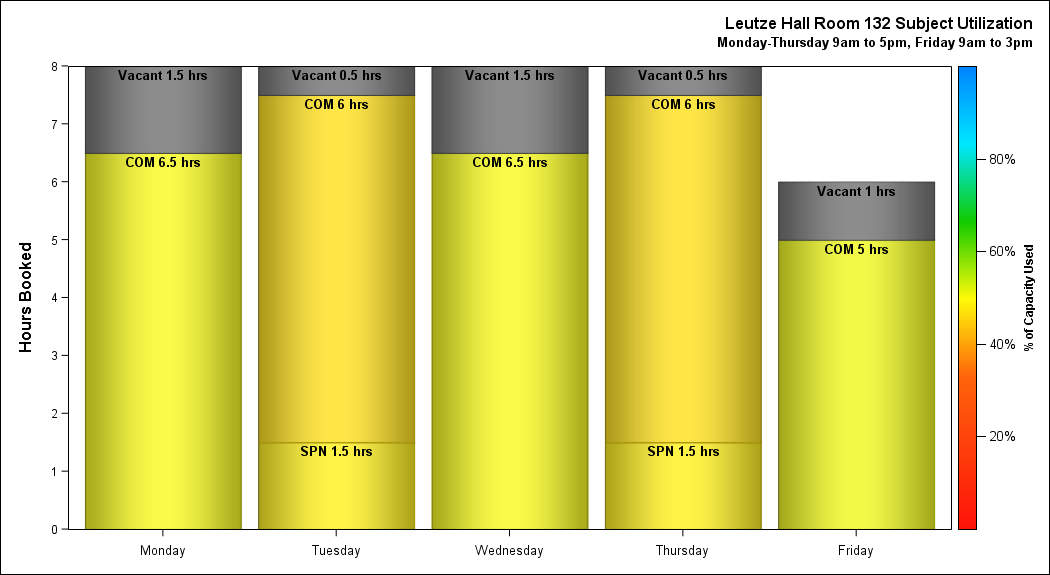 Leutze Hall Room 132 Subject Utilization
Monday-Thursday 9am to 5pm, Friday 9am to 3pm
Hours Booked
8
7
6
5
4
3
2
1
0
Vacant 1.5 hrs
COM 6.5 hrs
Vacant 0.5 hrs
COM 6 hrs
SPN 1.5 hrs
Vacant 1.5 hrs
COM 6.5 hrs
Vacant 0.5 hrs
COM 6 hrs
SPN 1.5 hrs
Vacant 1 hrs
COM 5 hrs
Monday
Tuesday
Wednesday
Thursday
Friday
80%
60%
40%
20%
% of Capacity Used